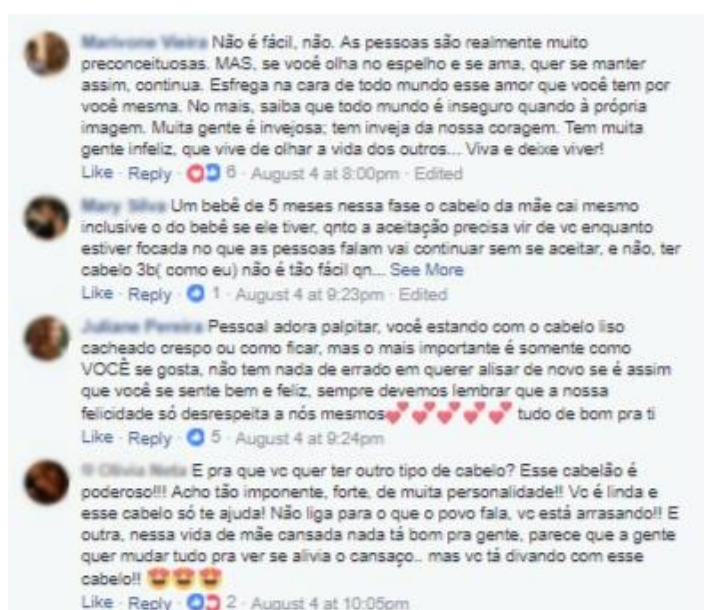 Não é fácil, não. As pessoas são realmente muito
preconceituosas. MAS, se você olha no espelho e se ama, quer se manter
assim, continua. Esfrega na cara de todo mundo esse amor que você tem por
você mesma. No mais, saiba que todo mundo é inseguro quando à própria
imagem. Muita gente é invejosa; tem inveja da nossa coragem. Tem muita
gente infeliz, que vive de olhar a vida dos outros... Viva e deixe viver!
Like · Reply · 6 · August 4 at 8:00pm · Edited
Um bebê de 5 meses nessa fase o cabelo da mãe cai mesmo
inclusive o do bebê se ele tiver, qnto a aceitação precisa vir de vc enquanto
estiver focada no que as pessoas falam vai continuar sem se aceitar, e não, ter
cabelo 3b( como eu) não é tão fácil qn... See More
Like · Reply · 1 · August 4 at 9:23pm · Edited
Pessoal adora palpitar, você estando com o cabelo liso
cacheado crespo ou como ficar, mas o mais importante é somente como
VOCÊ se gosta, não tem nada de errado em querer alisar de novo se é assim
que você se sente bem e feliz, sempre devemos lembrar que a nossa
felicidade só desrespeita a nós mesmos💕💕💕💕💕 tudo de bom pra ti
Like · Reply · 5 · August 4 at 9:24pm
E pra que vc quer ter outro tipo de cabelo? Esse cabelão é
poderoso!!! Acho tão imponente, forte, de muita personalidade!! Vc é linda e
esse cabelo só te ajuda! Não liga para o que o povo fala, vc está arrasando!! E
outra, nessa vida de mãe cansada nada tá bom pra gente, parece que a gente
quer mudar tudo pra ver se alivia o cansaço.. mas vc tá divando com esse
cabelo!! 😍😍😍
Like · Reply · 2 · August 4 at 10:05pm